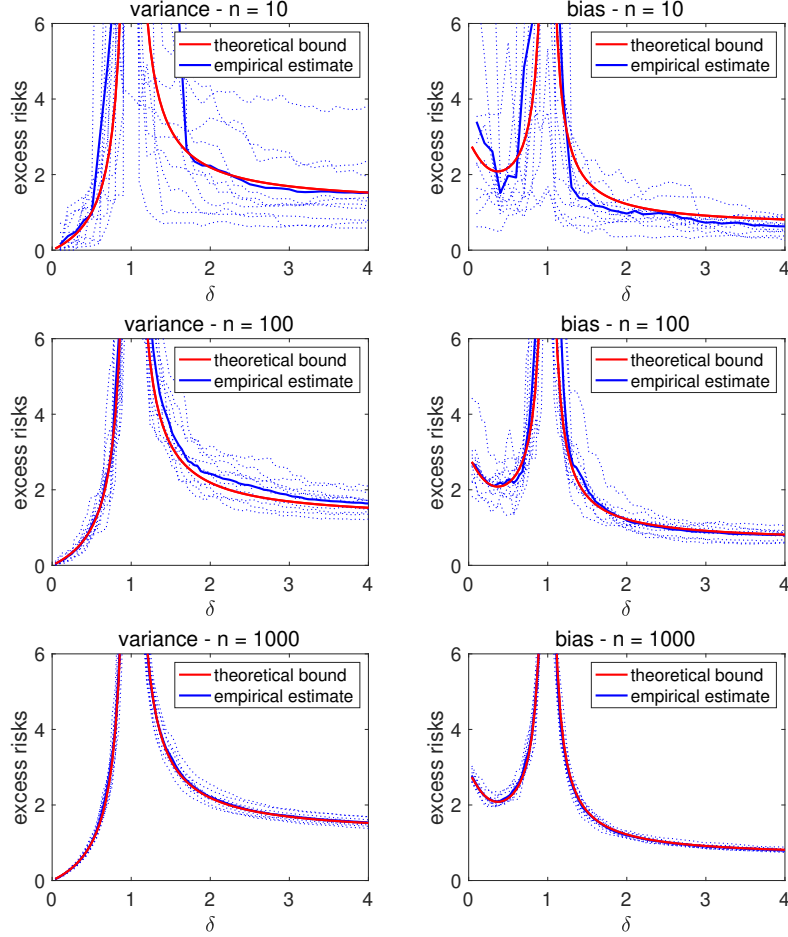 variance - n = 10
6
4
2
0
excess risks
theoretical bound
empirical estimate
0 1 2 3 4
δ
bias - n = 10
6
4
2
0
excess risks
theoretical bound
empirical estimate
0 1 2 3 4
δ
variance - n = 100
6
4
2
0
excess risks
theoretical bound
empirical estimate
0 1 2 3 4
δ
bias - n = 100
6
4
2
0
excess risks
theoretical bound
empirical estimate
0 1 2 3 4
δ
variance - n = 1000
6
4
2
0
excess risks
theoretical bound
empirical estimate
0 1 2 3 4
δ
bias - n = 1000
6
4
2
0
excess risks
theoretical bound
empirical estimate
0 1 2 3 4
δ